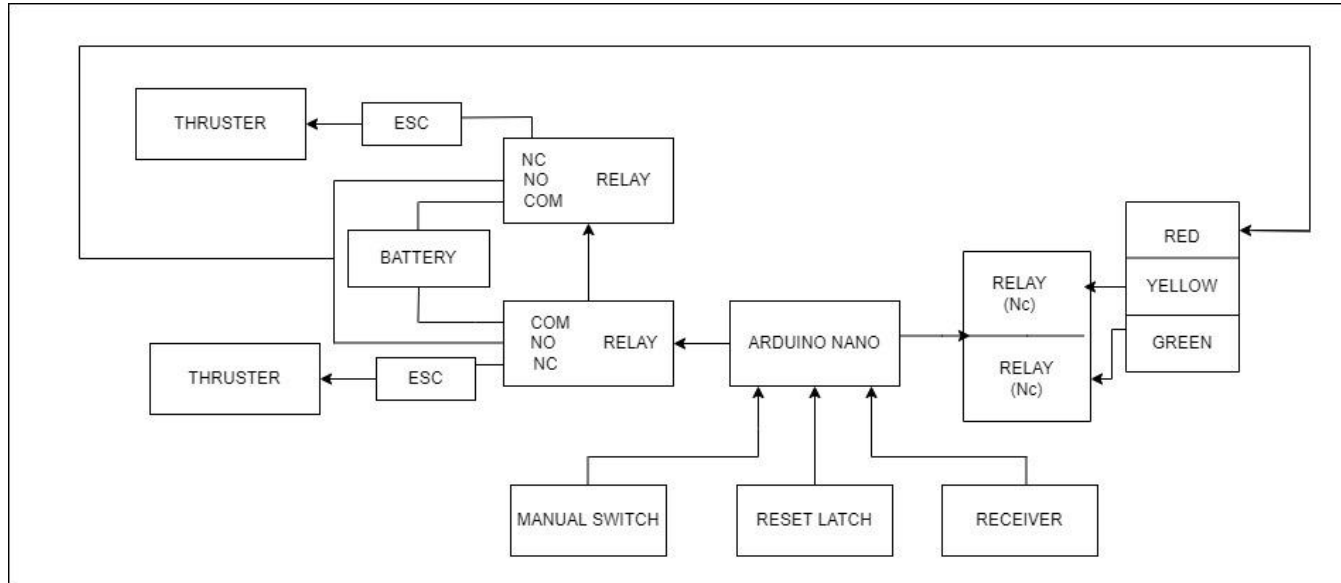 THRUSTER
ESC
NC
NO
COM
RELAY
BATTERY
COM
NO
NC
RELAY
THRUSTER
ESC
ARDUINO NANO
RELAY
(Nc)
RELAY
(Nc)
RED
YELLOW
GREEN
MANUAL SWITCH
RESET LATCH
RECEIVER